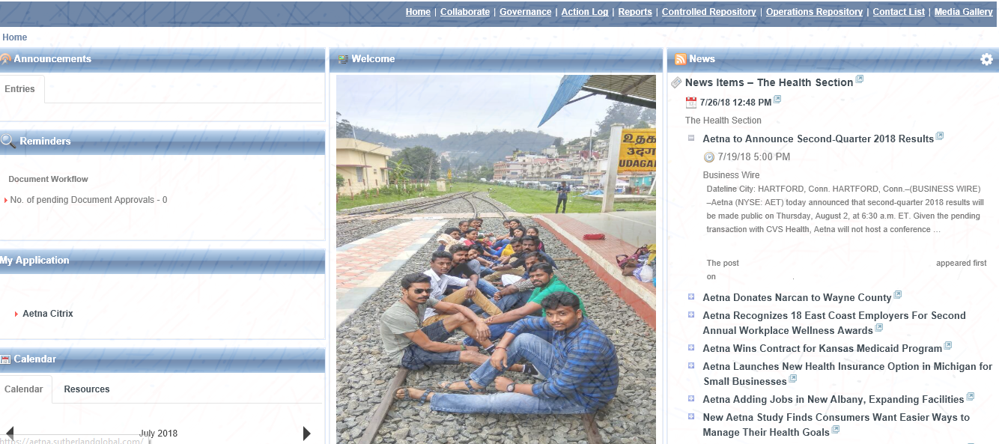 Home | Collaborate | Governance | Action Log | Reports | Controlled Repository | Operations Repository | Contact List | Media Gallery
Home
Announcements
Entries
Reminders
Document Workflow
No. of pending Document Approvals - 0
My Application
Aetna Citrix
Calendar
Calendar
Resources
July 2018
https://aetna.sutherlandglobal.com/
Welcome
UDAGA
News
News Items – The Health Section
7/26/18 12:48 PM
The Health Section
Aetna to Announce Second-Quarter 2018 Results
7/19/18 5:00 PM
Business Wire
Dateline City: HARTFORD, Conn. HARTFORD, Conn.–(BUSINESS WIRE)
–Aetna (NYSE: AET) today announced that second-quarter 2018 results will
be made public on Thursday, August 2, at 6:30 a.m. ET. Given the pending
transaction with CVS Health, Aetna will not host a conference …
The post appeared first
on .
Aetna Donates Narcan to Wayne County
Aetna Recognizes 18 East Coast Employers For Second
Annual Workplace Wellness Awards
Aetna Wins Contract for Kansas Medicaid Program
Aetna Launches New Health Insurance Option in Michigan for
Small Businesses
Aetna Adding Jobs in New Albany, Expanding Facilities
New Aetna Study Finds Consumers Want Easier Ways to
Manage Their Health Goals